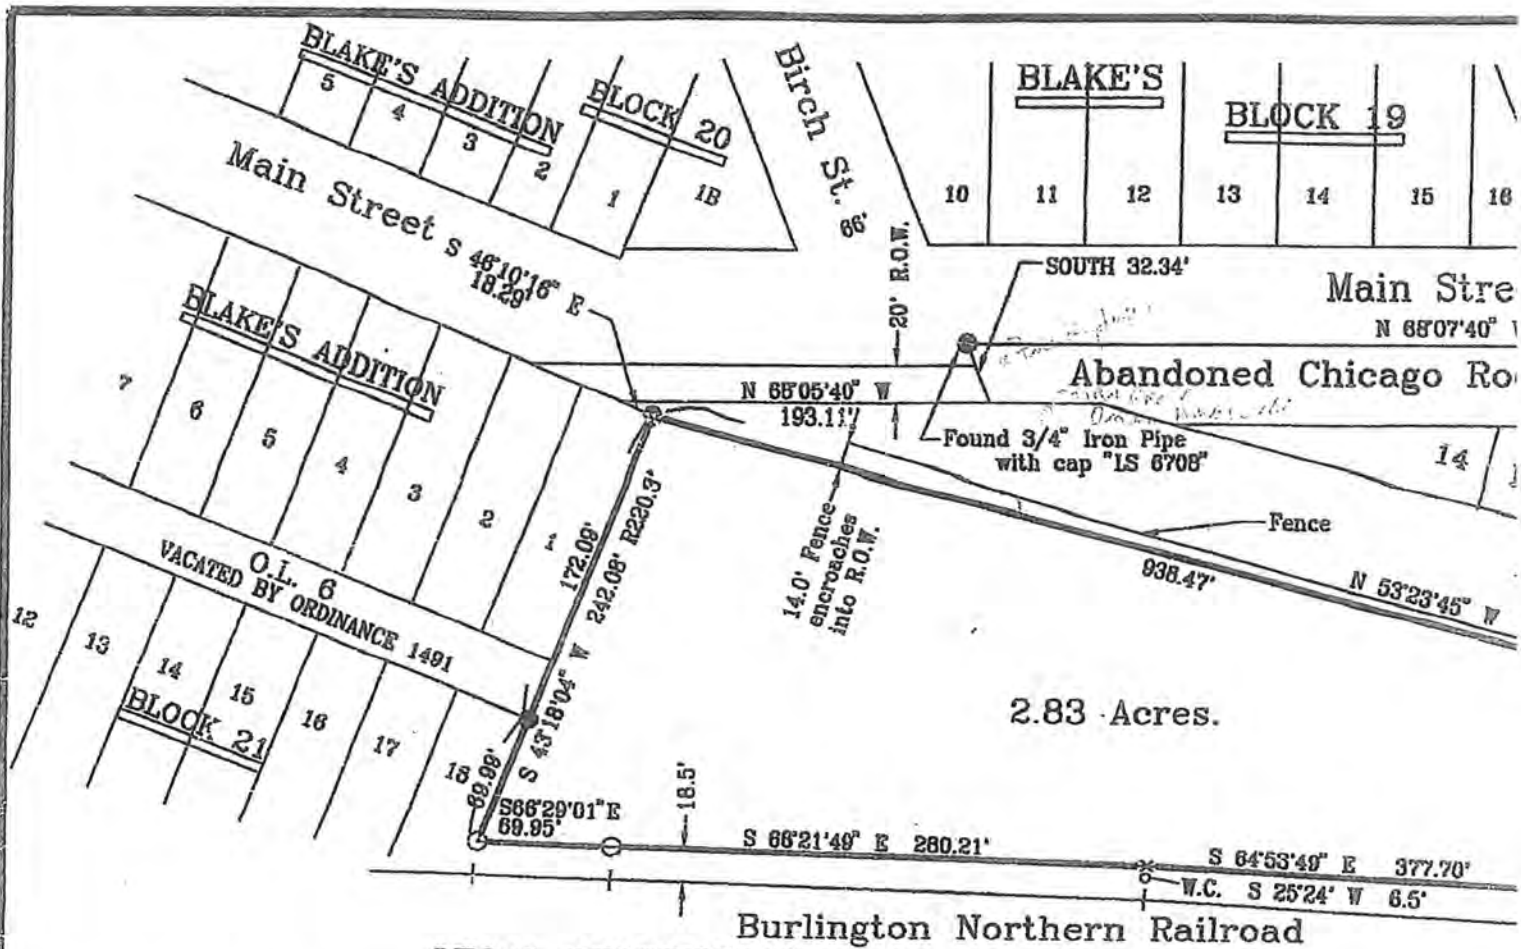 BLAKE'S ADDITION
5
4
3
2
BLOCK 20
1
1B
Birch St. 66'
BLAKE'S
BLOCK 19
10
11
12
13
14
15
16
Main Street
S 46°10'16" E
18.29'
20' R.O.W.
SOUTH 32.34'
Main Stre
N 68°07'40" W
Abandoned Chicago Ro
BLAKE'S ADDITION
7
6
5
4
3
2
1
N 68°05'40" W
193.11'
Found 3/4" Iron Pipe
with cap "LS 6708"
14
Fence
14.0' Fence
encroaches
into R.O.W.
938.47'
N 53°23'45" W
172.09'
S 43°18'04" W 242.08' R220.3'
O.L. 6
VACATED BY ORDINANCE 1491
12
13
14
15
16
17
18
BLOCK 21
69.99'
2.83 Acres.
S66°29'01"E
69.95'
18.5'
S 66°21'49" E 280.21'
S 64°53'49" E 377.70'
W.C. S 25°24' W 6.5'
Burlington Northern Railroad